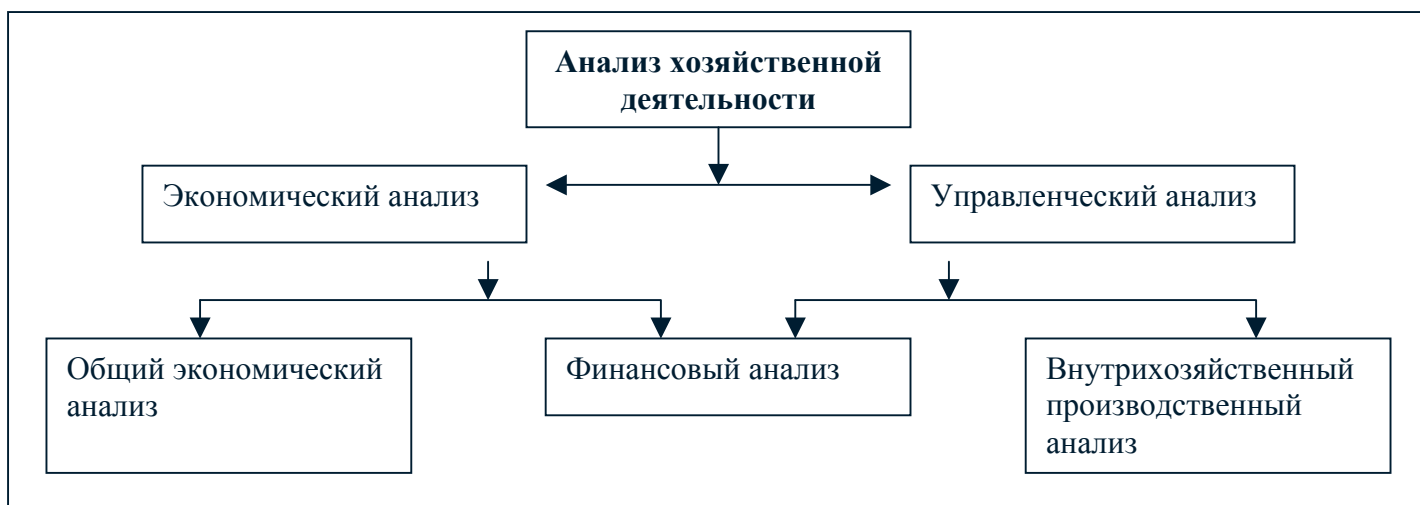 Анализ хозяйственной
деятельности
Экономический анализ
Управленческий анализ
Общий экономический
анализ
Финансовый анализ
Внутрихозяйственный
производственный
анализ